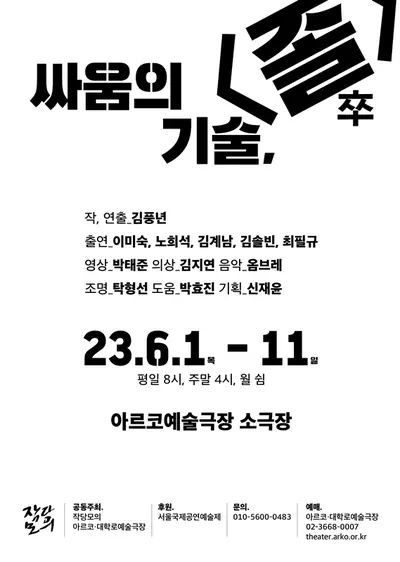 싸움의
기술,
<졸>
卒
작, 연출_김풍년
출연_이미숙, 노희석, 김계남, 김솔빈, 최필규
영상_박태준 의상_김지연 음악_옴브레
조명_탁형선 도움_박효진 기획_신재윤
23.6.1목 – 11일
평일 8시, 주말 4시, 월 쉼
아르코예술극장 소극장
작당모의
공동주최.
작당모의
아르코·대학로예술극장
후원.
서울국제공연예술제
문의.
010-5600-0483
예매.
아르코·대학로예술극장
02-3668-0007
theater.arko.or.kr